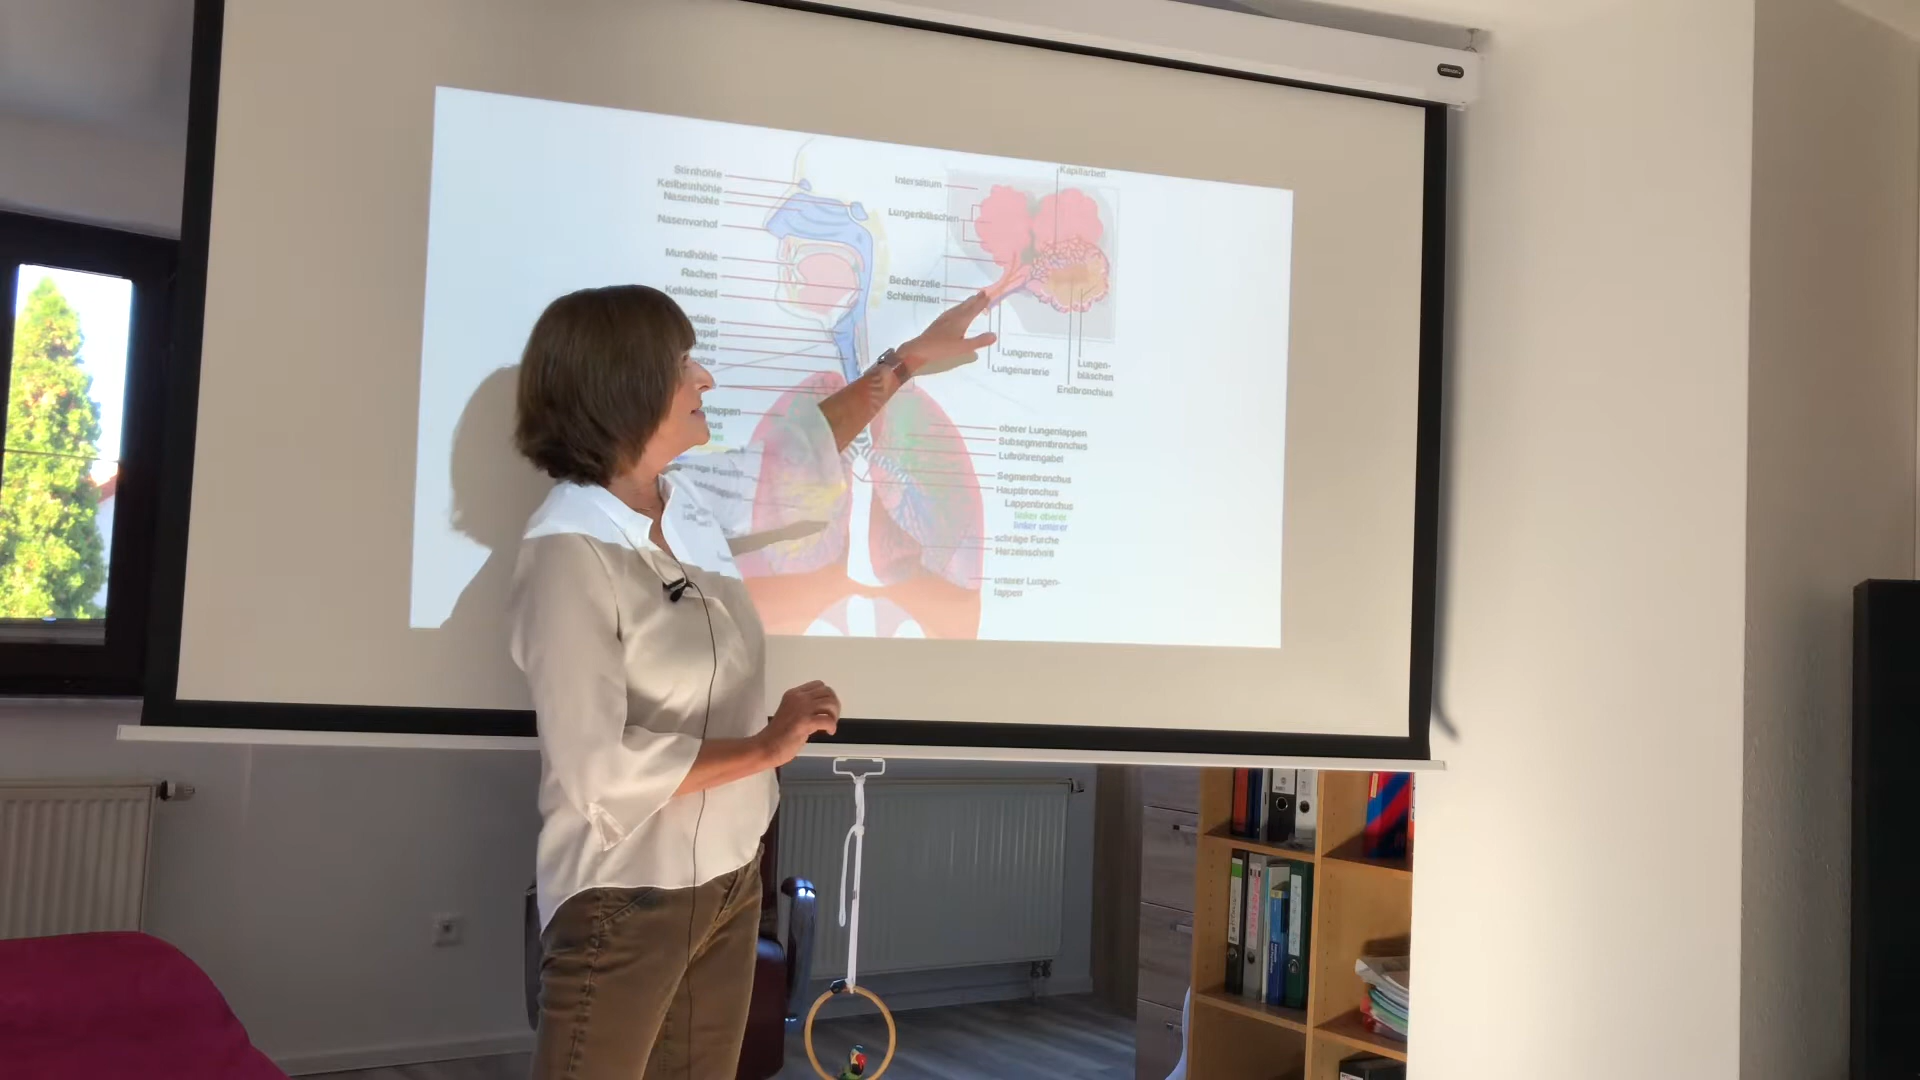 Stirnhöhle
Keilbeinhöhle
Nasenhöhle
Nasenvorhof
Mundhöhle
Rachen
Kehldeckel
Interstitium
Lungenbläschen
Becherzelle
Schleimhaut
Kapillarbett
Lungenvene
Lungenarterie
Lungen-
bläschen
Endbronchius
oberer Lungenlappen
Subsegmentbronchus
Luftröhrengabel
Segmentbronchus
Hauptbronchus
Lappenbronchus
linker oberer
linker unterer
schräge Furche
Herzeinschnitt
unterer Lungen-
lappen